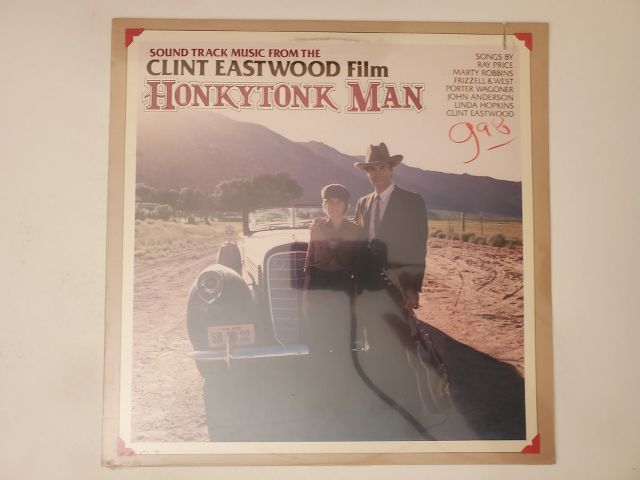 SOUND TRACK MUSIC FROM THE
CLINT EASTWOOD Film
HONKYTONK MAN
SONGS BY
RAY PRICE
MARTY ROBBINS
FRIZZELL & WEST
PORTER WAGONER
JOHN ANDERSON
LINDA HOPKINS
CLINT EASTWOOD